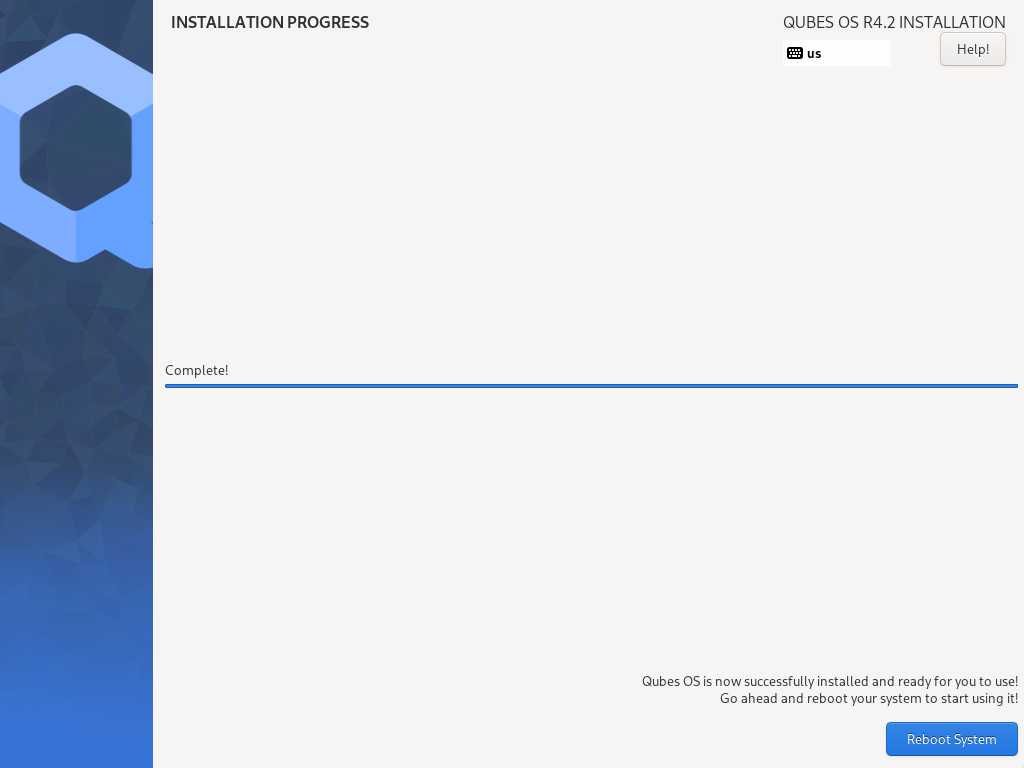 INSTALLATION PROGRESS
QUBES OS R4.2 INSTALLATION
us
Help!
Complete!
Qubes OS is now successfully installed and ready for you to use!
Go ahead and reboot your system to start using it!
Reboot System